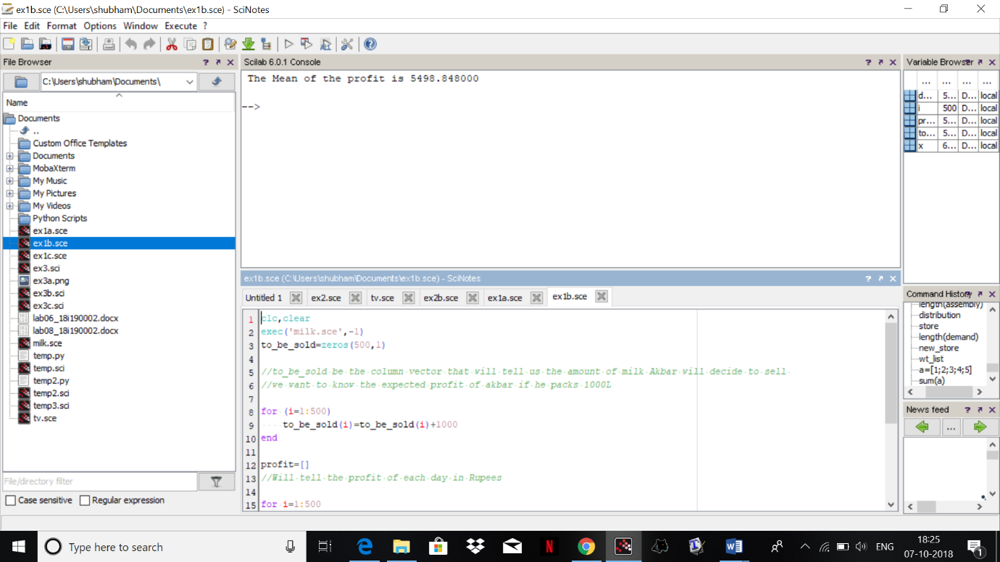 ex1b.sce (C:\Users\shubham\Documents\ex1b.sce) - SciNotes
File Edit Format Options Window Execute ?
File Browser
C:\Users\shubham\Documents\
Name
Documents
..
Custom Office Templates
Documents
MobaXterm
My Music
My Pictures
My Videos
Python Scripts
ex1a.sce
ex1b.sce
ex1c.sce
ex3.sci
ex3a.png
ex3b.sci
ex3c.sci
lab06_18i190002.docx
lab08_18i190002.docx
milk.sce
temp.py
temp.sci
temp2.py
temp2.sci
temp3.sci
tv.sce
File/directory filter
Case sensitive Regular expression
Scilab 6.0.1 Console
The Mean of the profit is 5498.848000
-->
ex1b.sce (C:\Users\shubham\Documents\ex1b.sce) - SciNotes
Untitled 1 ex2.sce tv.sce ex2b.sce ex1a.sce ex1b.sce
1 clc,clear
2 exec('milk.sce',-1)
3 to_be_sold=zeros(500,1)
4
5 //to_be_sold be the column vector that will tell us the amount of milk Akbar will decide to sell
6 //we want to know the expected profit of akbar if he packs 1000L
7
8 for (i=1:500)
9 to_be_sold(i)=to_be_sold(i)+1000
10 end
11
12 profit=[]
13 //Will tell the profit of each day in Rupees
14
15 for i=1:500
Variable Browser
... ... ... ...
d... 5... D... local
i 500 D... local
pr... 5... D... local
to... 5... D... local
x 6... D... local
Command History
length(assembly)
distribution
store
length(demand)
new_store
wt_list
a=[1;2;3;4;5]
sum(a)
News feed
...
Type here to search
ENG
18:25
07-10-2018
1